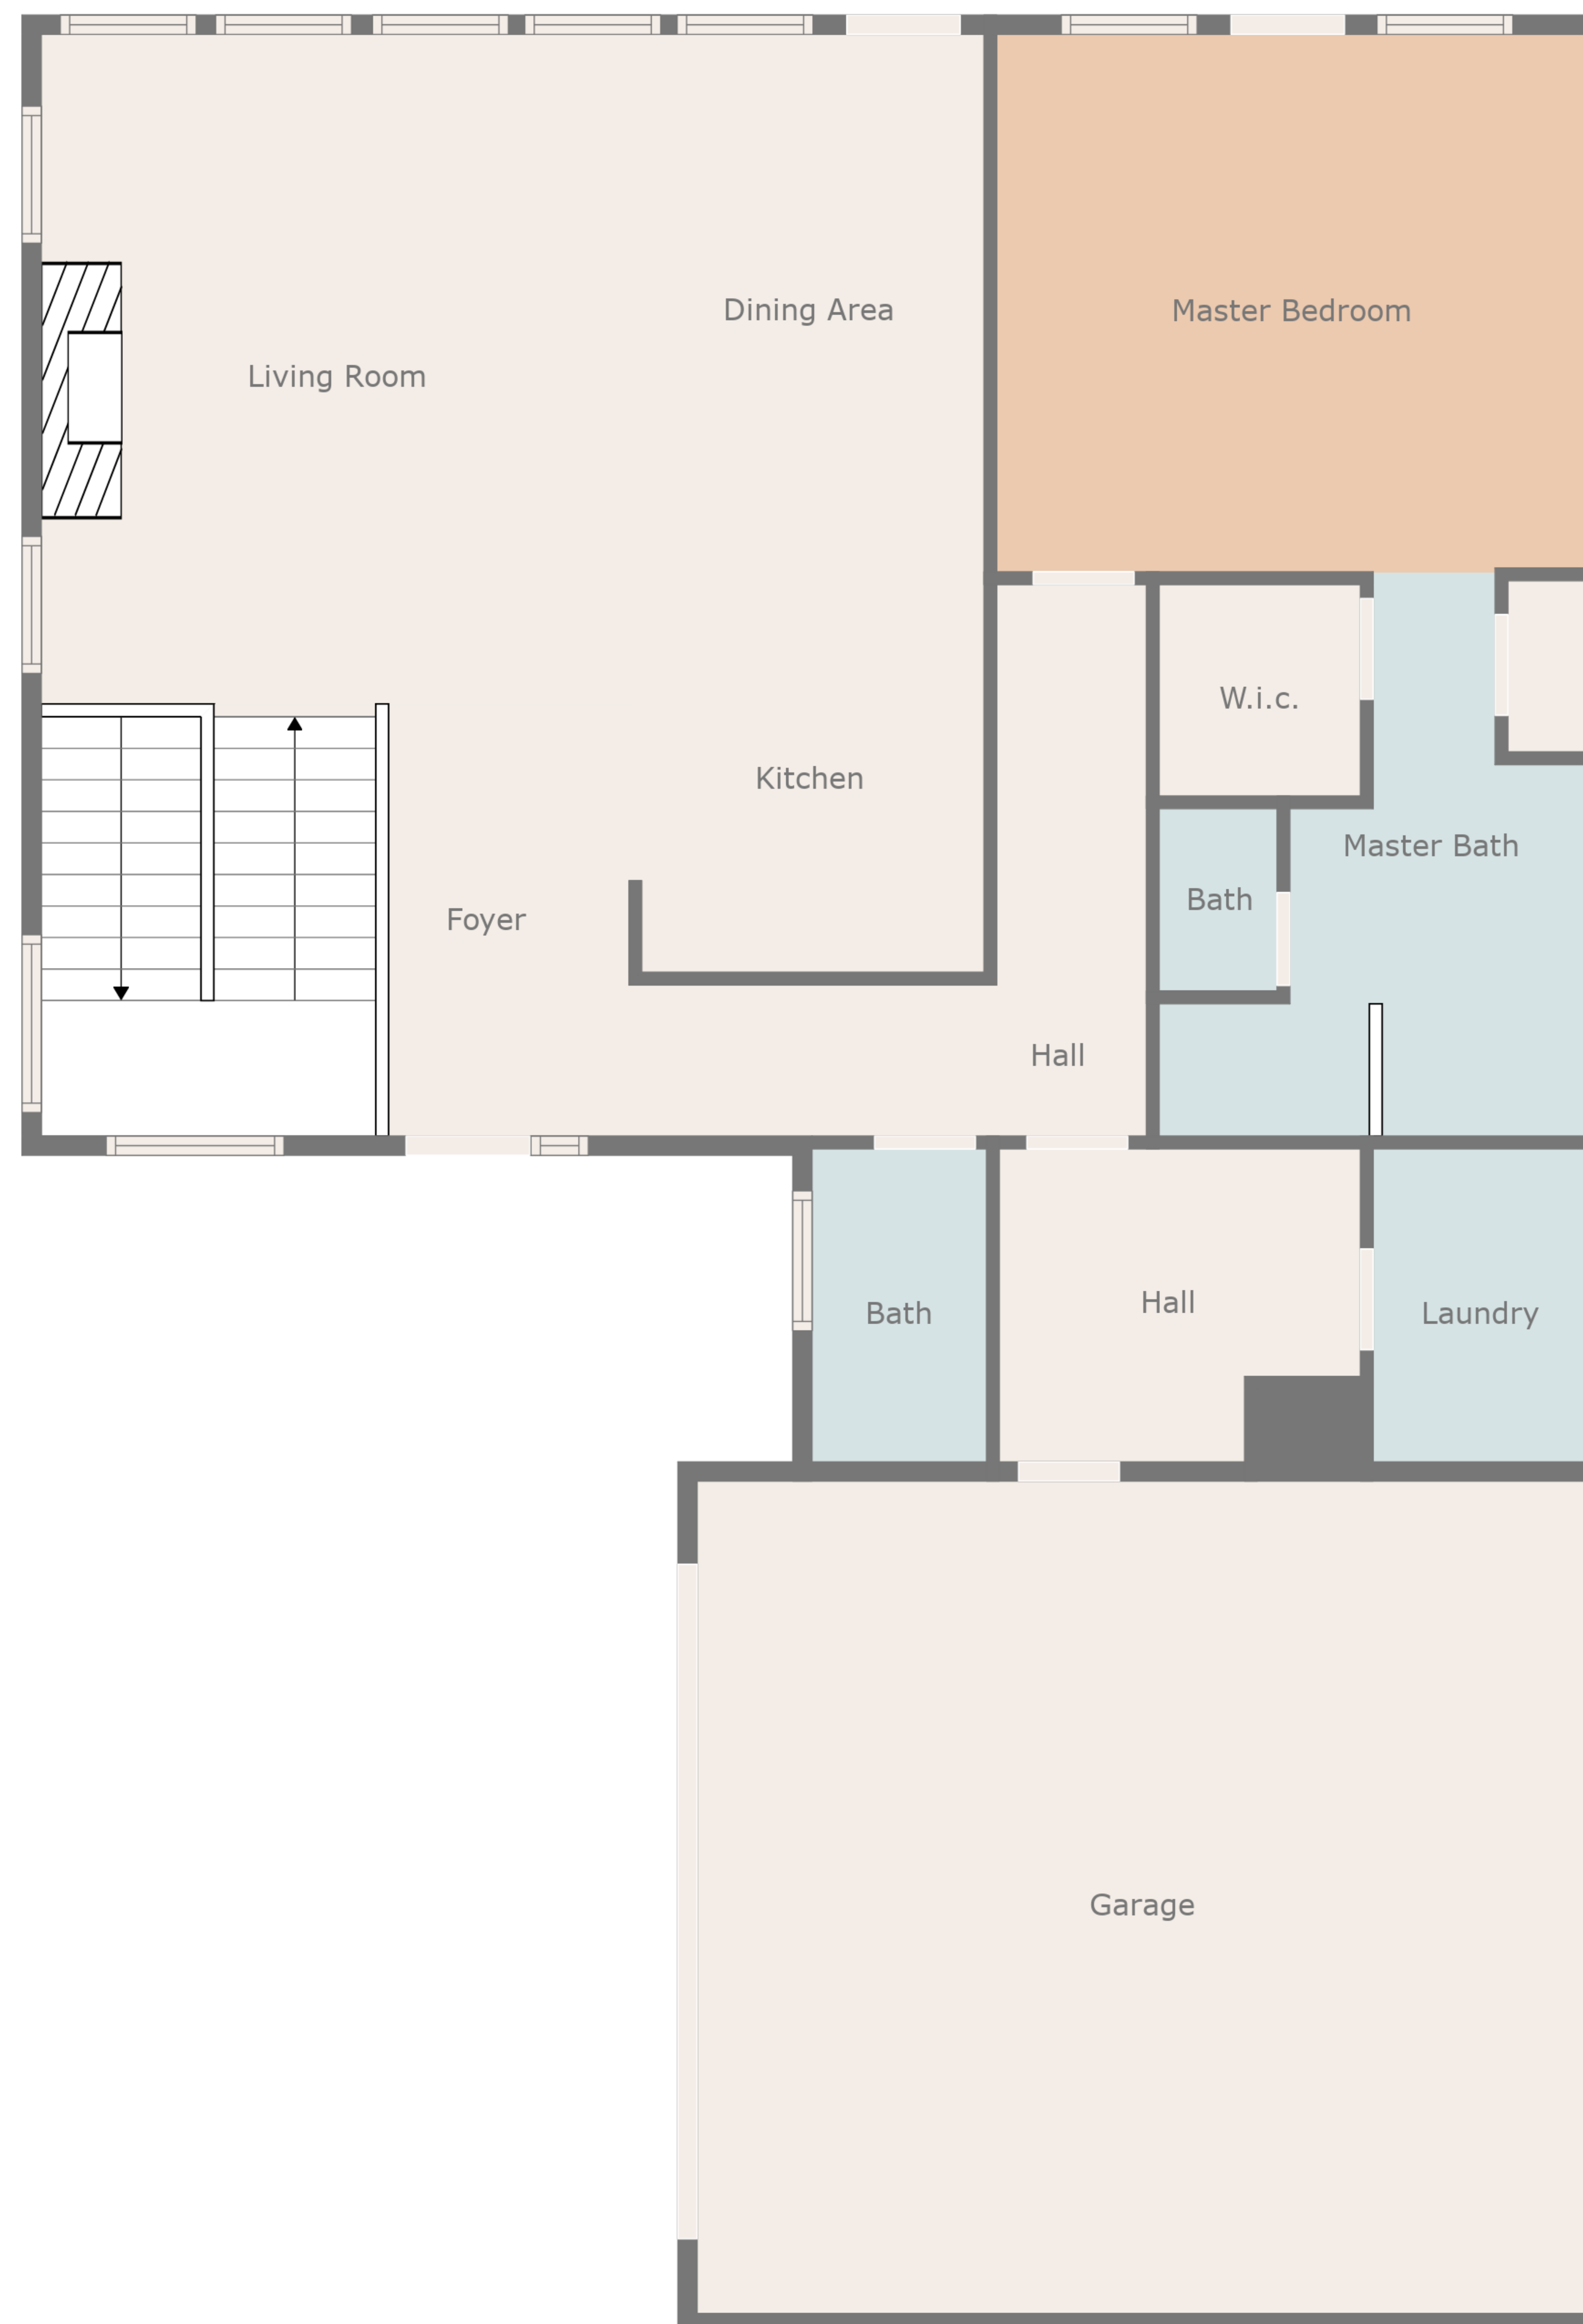 Dining Area
Master Bedroom
Living Room
W.i.c.
Kitchen
Master Bath
Bath
Foyer
Hall
Hall
Bath
Laundry
Garage